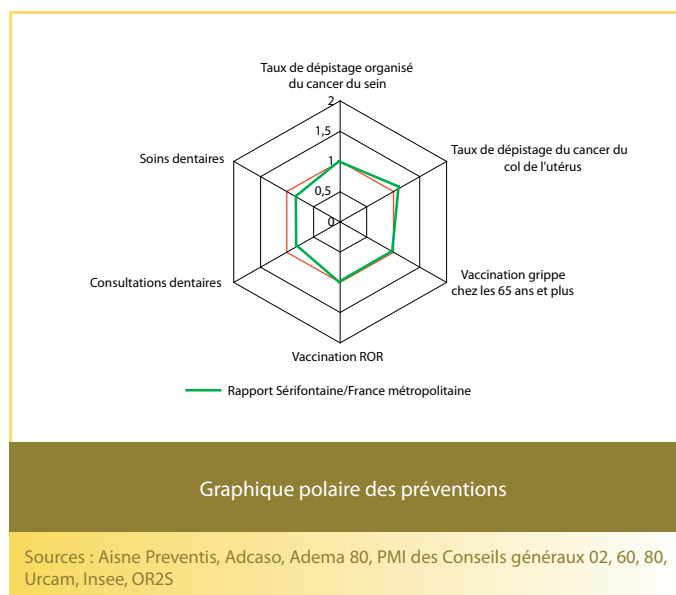 Taux de dépistage organisé
du cancer du sein
2
1,5
1
0,5
0
Soins dentaires
Taux de dépistage du cancer du
col de l'utérus
Consultations dentaires
Vaccination grippe
chez les 65 ans et plus
Vaccination ROR
Rapport Sérifontaine/France métropolitaine
Graphique polaire des préventions
Sources : Aisne Preventis, Adcaso, Adema 80, PMI des Conseils généraux 02, 60, 80,
Urcam, Insee, OR2S